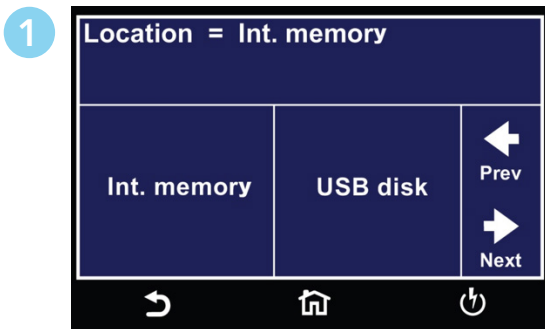 1
Location = Int. memory
Int. memory
USB disk
Prev
Next